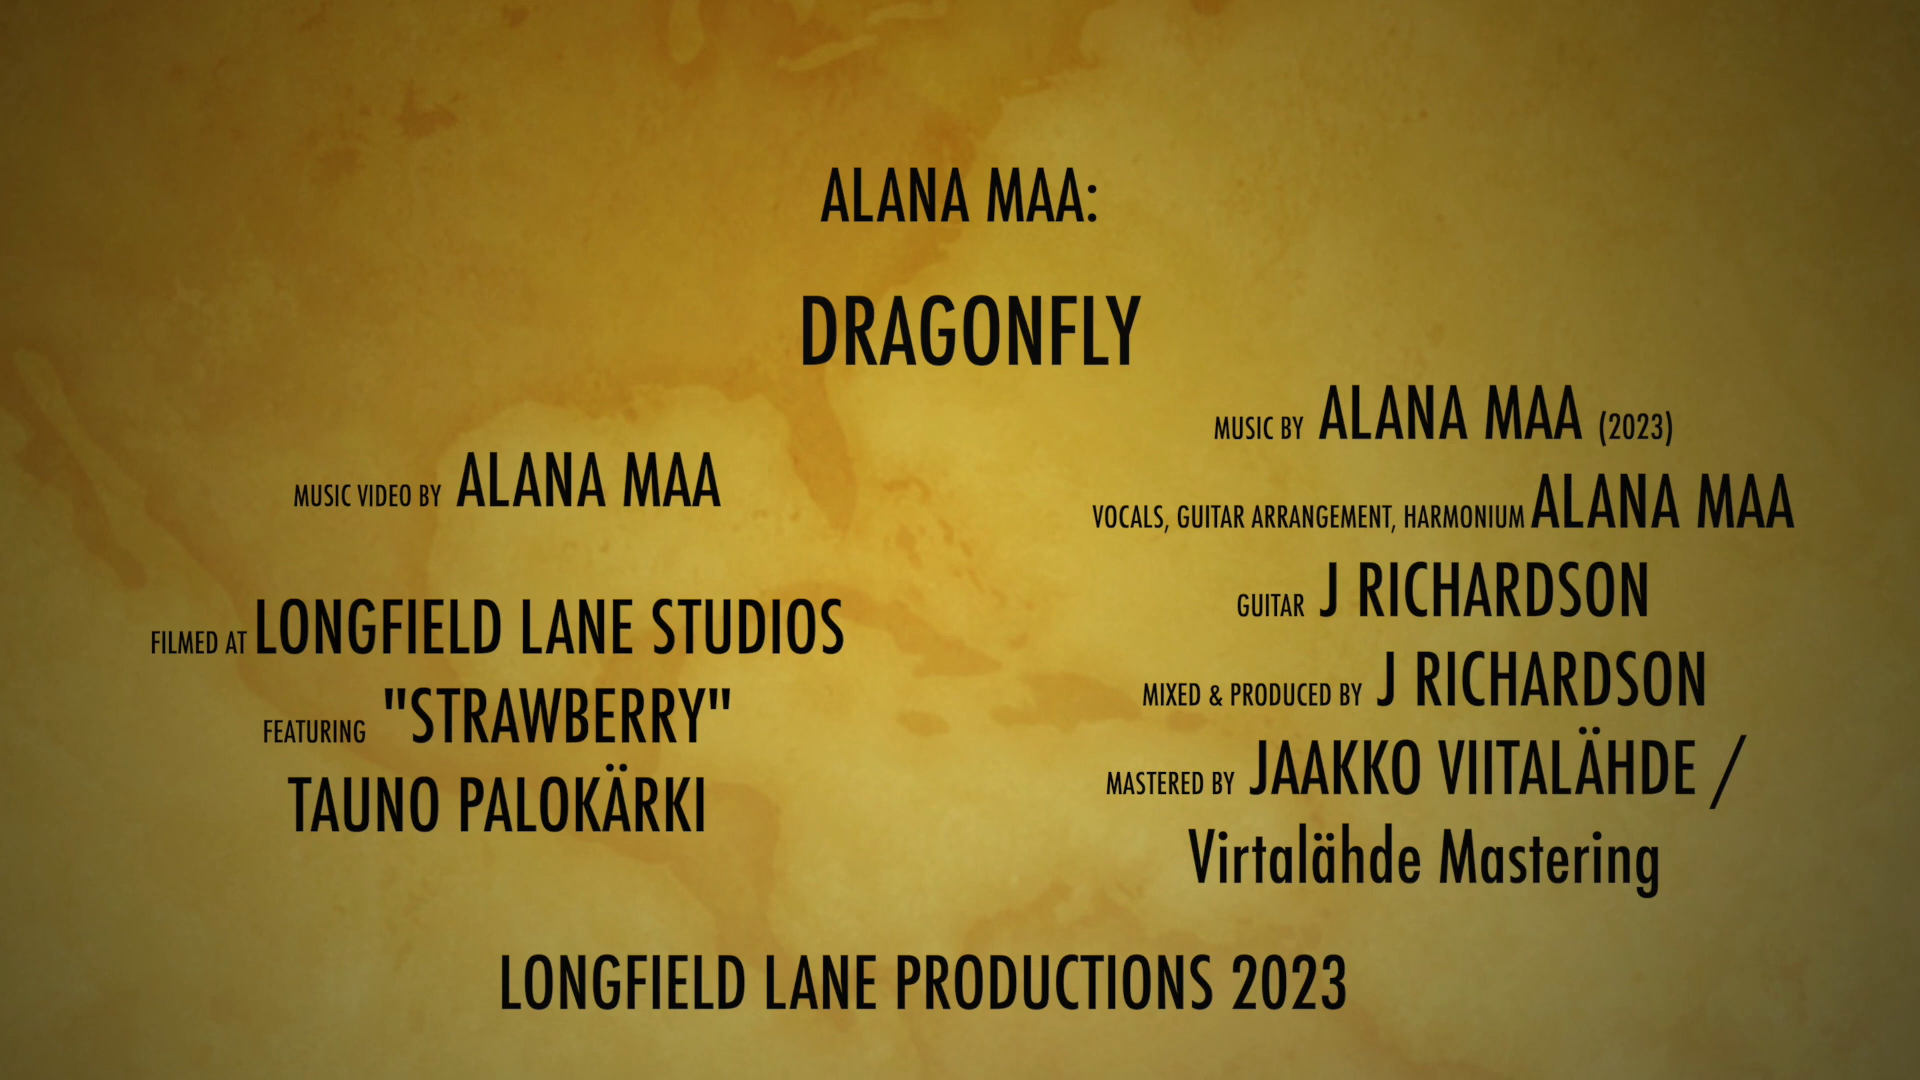 ALANA MAA:
DRAGONFLY
MUSIC VIDEO BY ALANA MAA
FILMED AT LONGFIELD LANE STUDIOS
FEATURING "STRAWBERRY"
TAUNO PALOKÄRKI
MUSIC BY ALANA MAA (2023)
VOCALS, GUITAR ARRANGEMENT, HARMONIUM ALANA MAA
GUITAR J RICHARDSON
MIXED & PRODUCED BY J RICHARDSON
MASTERED BY JAAKKO VIITALÄHDE /
Virtalähde Mastering
LONGFIELD LANE PRODUCTIONS 2023